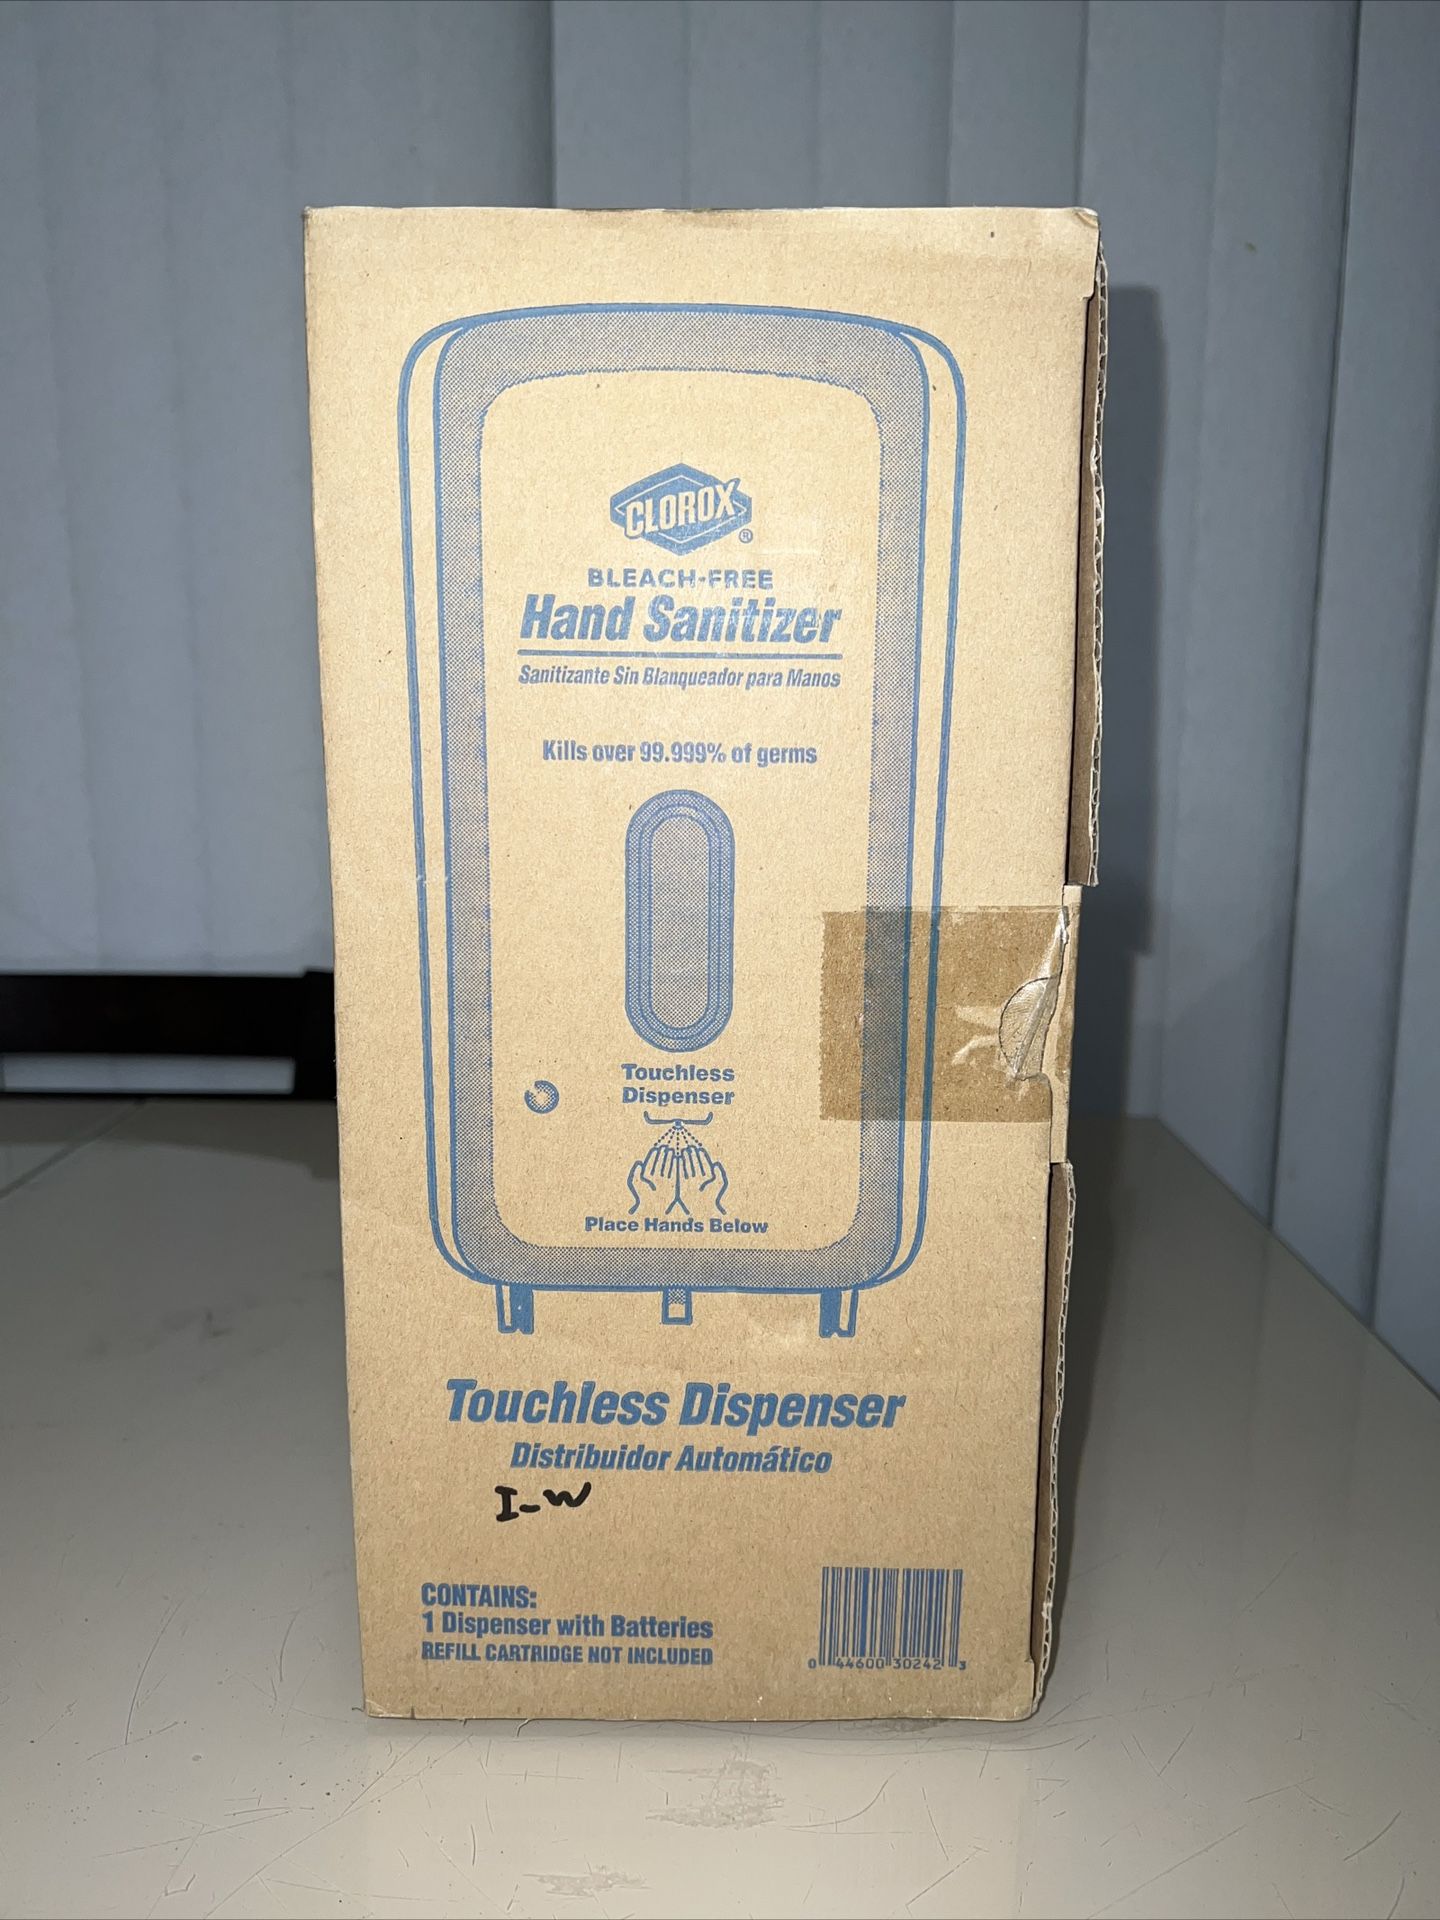 CLOROX
®
BLEACH-FREE
Hand Sanitizer
Sanitizante Sin Blanqueador para Manos
Kills over 99.999% of germs
Touchless
Dispenser
Place Hands Below
Touchless Dispenser
Distribuidor Automático
I-W
CONTAINS:
1 Dispenser with Batteries
REFILL CARTRIDGE NOT INCLUDED
0 44600 30242 3